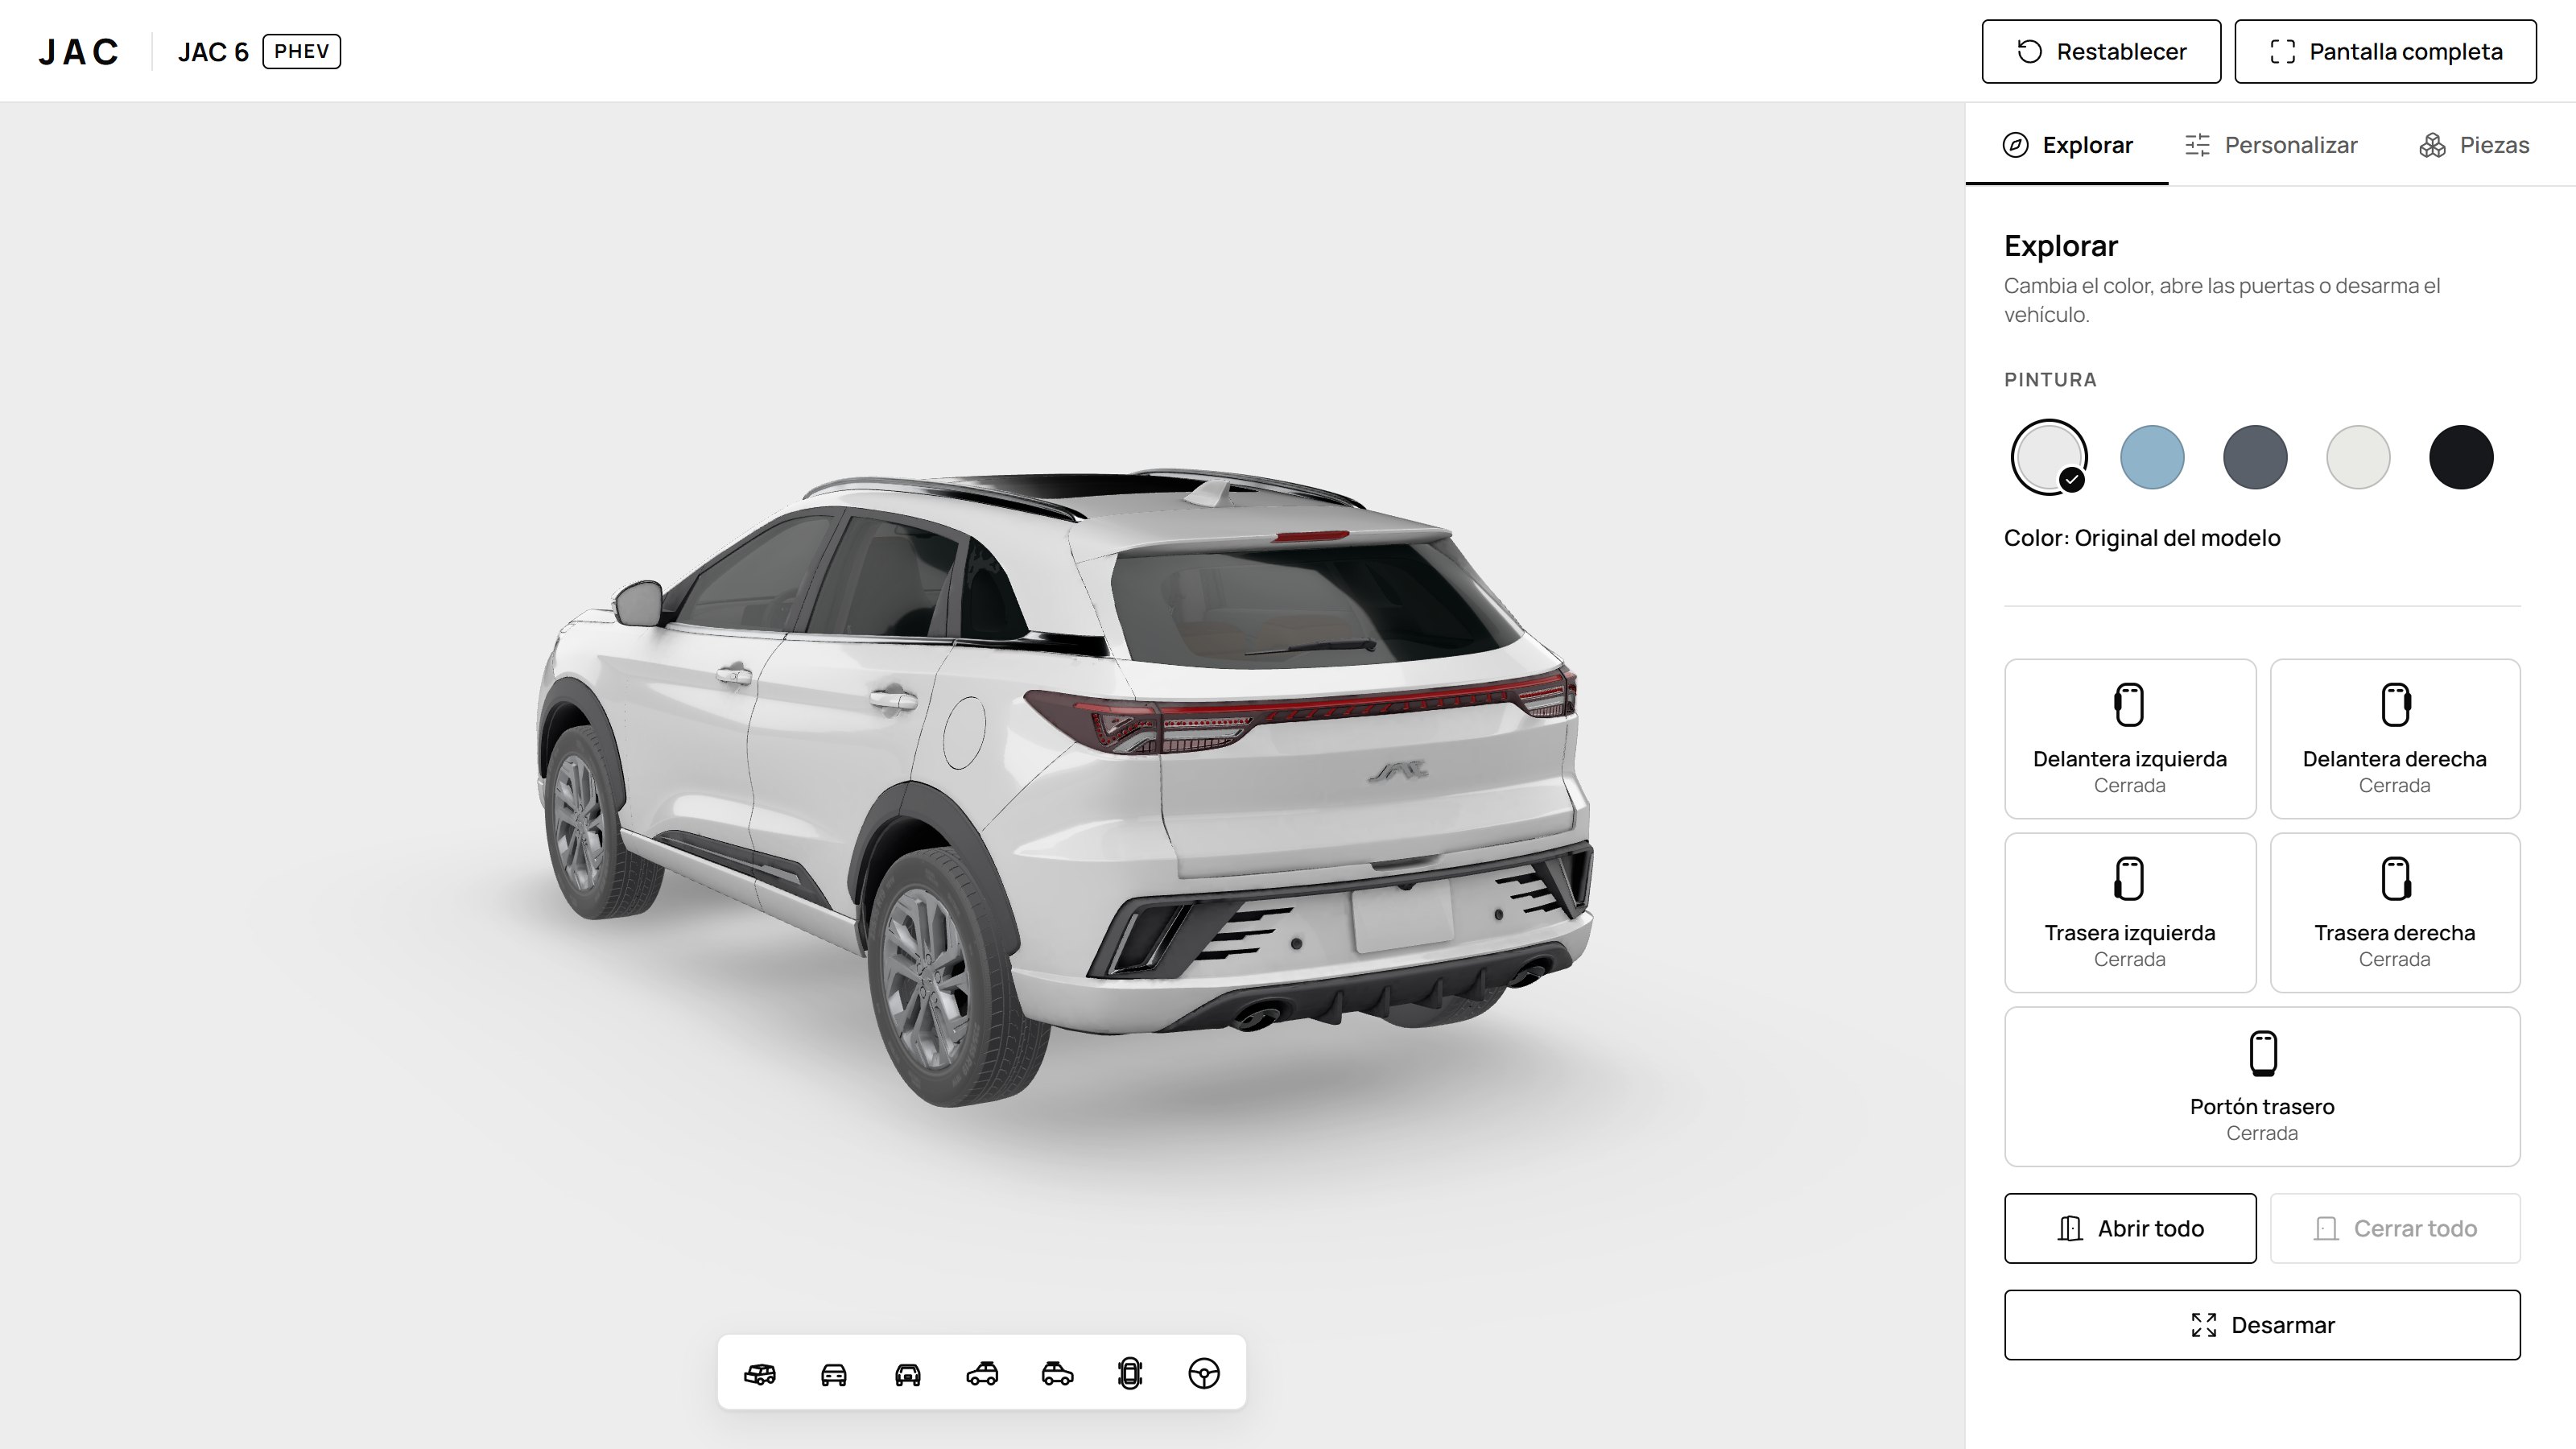 JAC
JAC 6 PHEV
Restablecer
Pantalla completa
Explorar
Personalizar
Piezas
Explorar
Cambia el color, abre las puertas o desarma el
vehículo.
PINTURA
Color: Original del modelo
Delantera izquierda
Cerrada
Delantera derecha
Cerrada
Trasera izquierda
Cerrada
Trasera derecha
Cerrada
Portón trasero
Cerrada
Abrir todo
Cerrar todo
Desarmar
JAC